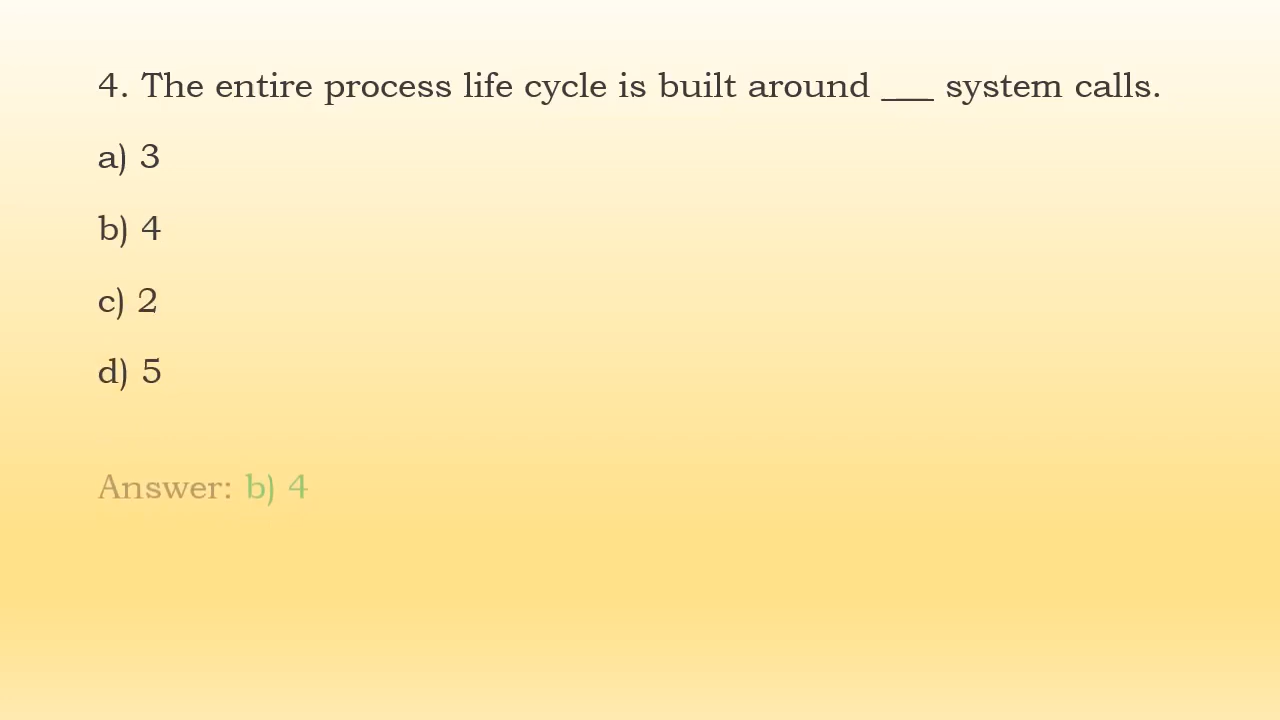 4. The entire process life cycle is built around ___ system calls.
a) 3
b) 4
c) 2
d) 5
Answer: b) 4